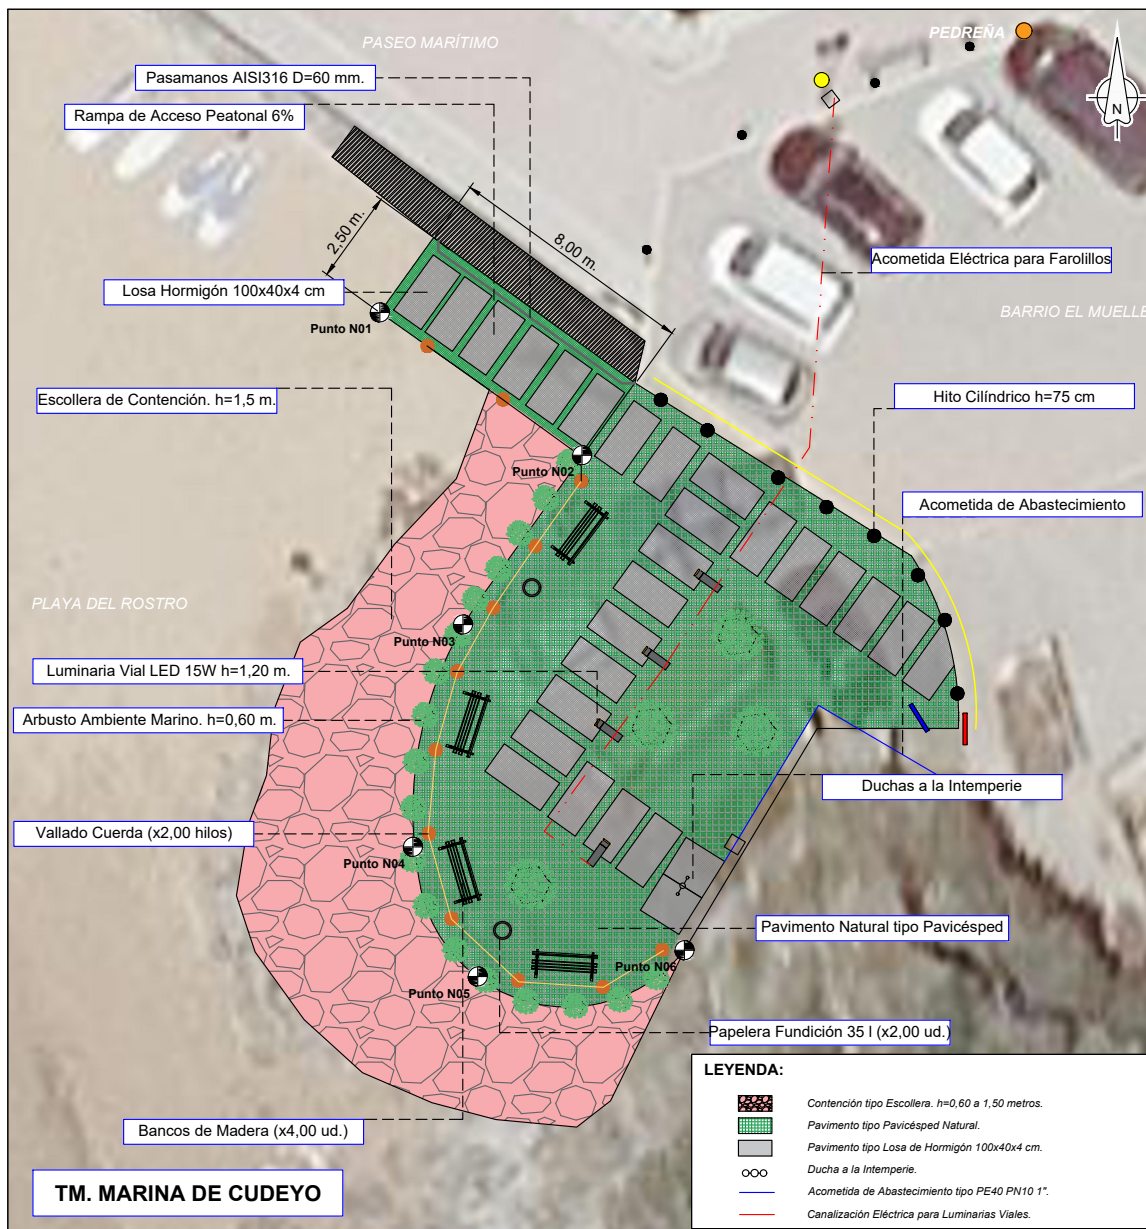 PASEO MARÍTIMO
PEDREÑA
Pasamanos AISI316 D=60 mm.
Rampa de Acceso Peatonal 6%
N
2,50 m.
8,00 m.
Acometida Eléctrica para Farolillos
Losa Hormigón 100x40x4 cm
BARRIO EL MUELLE
Punto N01
Escollera de Contención. h=1,5 m.
Hito Cilíndrico h=75 cm
Punto N02
Acometida de Abastecimiento
PLAYA DEL ROSTRO
Punto N03
Luminaria Vial LED 15W h=1,20 m.
Arbusto Ambiente Marino. h=0,60 m.
Duchas a la Intemperie
Vallado Cuerda (x2,00 hilos)
Punto N04
Pavimento Natural tipo Pavicésped
Punto N06
Punto N05
Papelera Fundición 35 l (x2,00 ud.)
Bancos de Madera (x4,00 ud.)
TM. MARINA DE CUDEYO
LEYENDA:
Contención tipo Escollera. h=0,60 a 1,50 metros.
Pavimento tipo Pavicésped Natural.
Pavimento tipo Losa de Hormigón 100x40x4 cm.
Ducha a la Intemperie.
Acometida de Abastecimiento tipo PE40 PN10 1".
Canalización Eléctrica para Luminarias Viales.